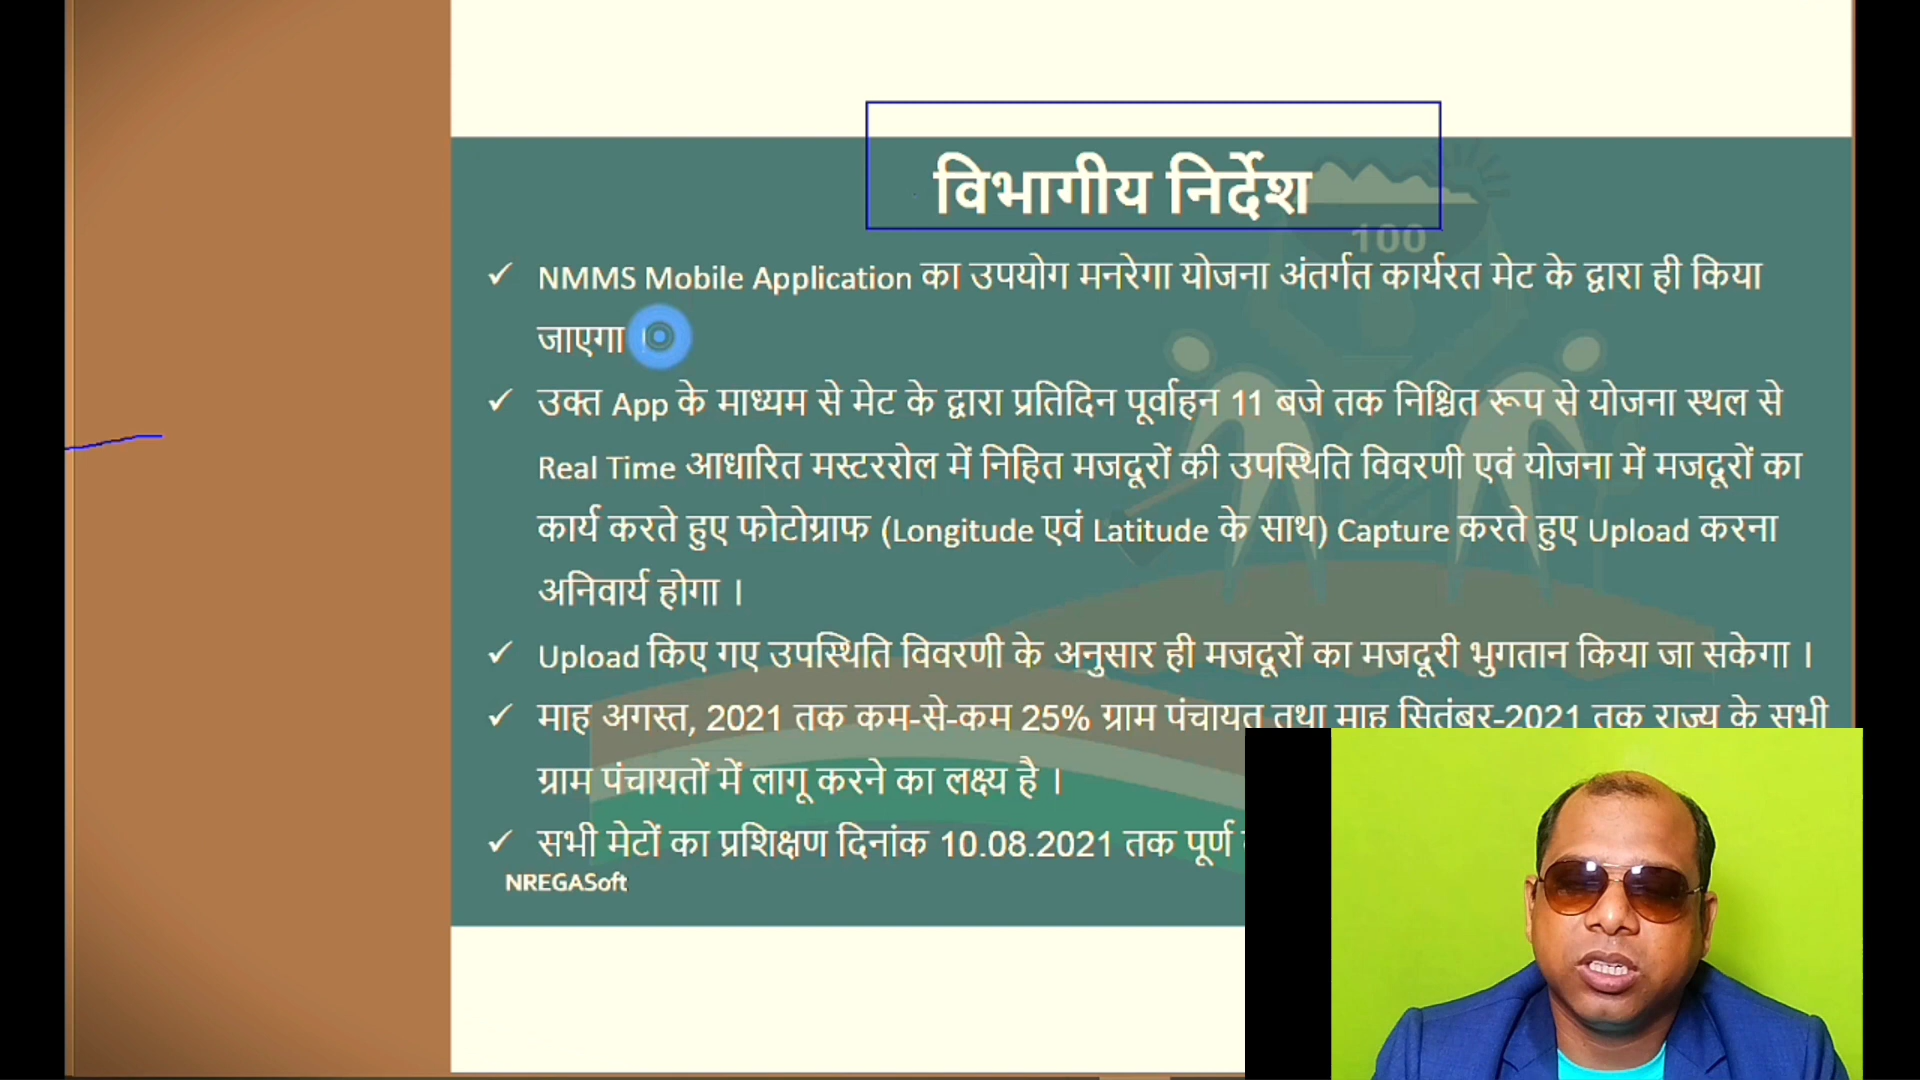 विभागीय निर्देश
100
✓ NMMS Mobile Application का उपयोग मनरेगा योजना अंतर्गत कार्यरत मेट के द्वारा ही किया
जाएगा ।
✓ उक्त App के माध्यम से मेट के द्वारा प्रतिदिन पूर्वाहन 11 बजे तक निश्चित रूप से योजना स्थल से
Real Time आधारित मस्टररोल में निहित मजदूरों की उपस्थिति विवरणी एवं योजना में मजदूरों का
कार्य करते हुए फोटोग्राफ (Longitude एवं Latitude के साथ) Capture करते हुए Upload करना
अनिवार्य होगा ।
✓ Upload किए गए उपस्थिति विवरणी के अनुसार ही मजदूरों का मजदूरी भुगतान किया जा सकेगा ।
✓ माह अगस्त, 2021 तक कम-से-कम 25% ग्राम पंचायत तथा माह सितंबर-2021 तक राज्य के सभी
ग्राम पंचायतों में लागू करने का लक्ष्य है ।
✓ सभी मेटों का प्रशिक्षण दिनांक 10.08.2021 तक पूर्ण
NREGASoft